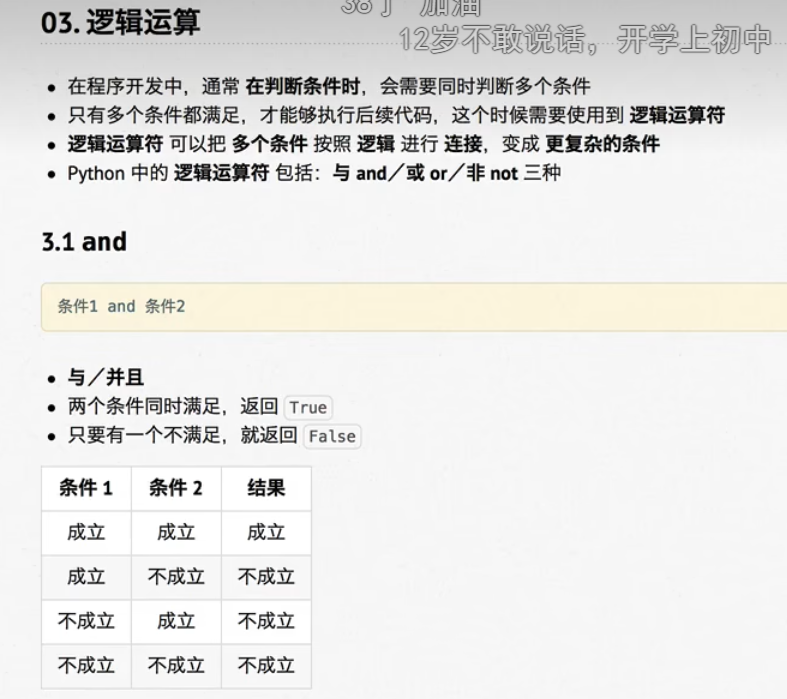 38了 加油
12岁不敢说话，开学上初中
03. 逻辑运算
• 在程序开发中，通常 在判断条件时，会需要同时判断多个条件
• 只有多个条件都满足，才能够执行后续代码，这个时候需要使用到 逻辑运算符
• 逻辑运算符 可以把 多个条件 按照 逻辑 进行 连接，变成 更复杂的条件
• Python 中的 逻辑运算符 包括：与 and／或 or／非 not 三种
3.1 and
条件1 and 条件2
• 与／并且
• 两个条件同时满足，返回 True
• 只要有一个不满足，就返回 False
条件 1 条件 2 结果
成立 成立 成立
成立 不成立 不成立
不成立 成立 不成立
不成立 不成立 不成立